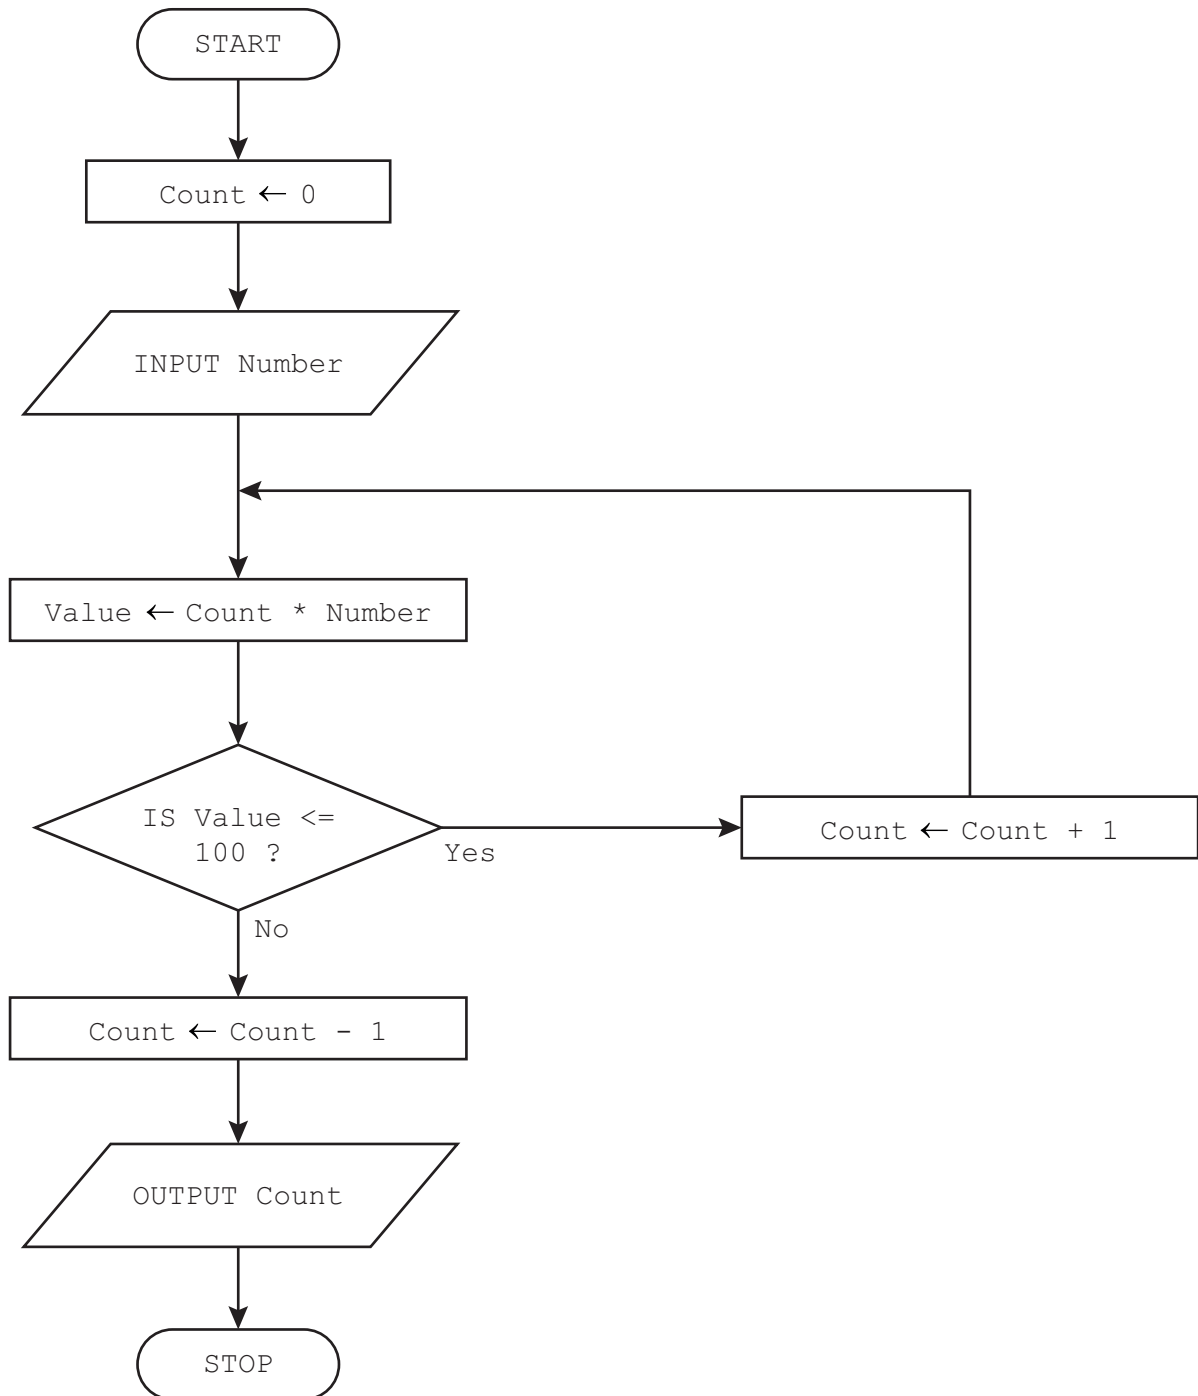 START
Count ← 0
INPUT Number
Value ← Count * Number
IS Value <=
100 ?
Yes
Count ← Count + 1
No
Count ← Count - 1
OUTPUT Count
STOP